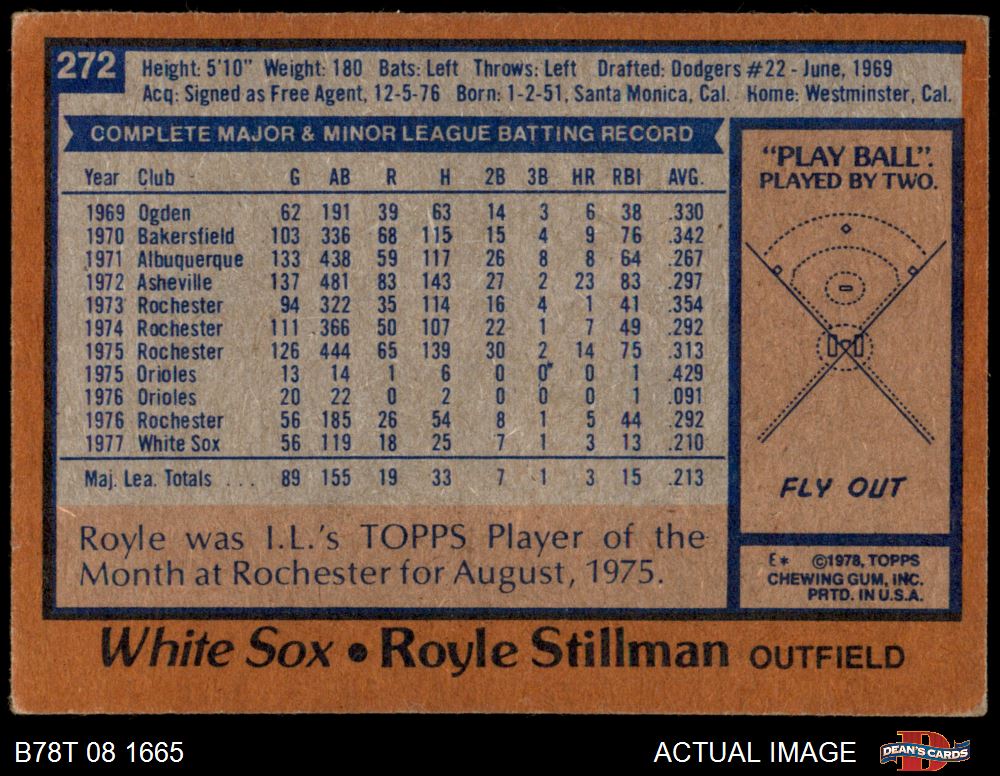 272
Height: 5'10" Weight: 180 Bats: Left Throws: Left Drafted: Dodgers #22 - June, 1969
Acq: Signed as Free Agent, 12-5-76 Born: 1-2-51, Santa Monica, Cal. Home: Westminster, Cal.
COMPLETE MAJOR & MINOR LEAGUE BATTING RECORD
Year Club G AB R H 2B 3B HR RBI AVG.
1969 Ogden 62 191 39 63 14 3 6 38 .330
1970 Bakersfield 103 336 68 115 15 4 9 76 .342
1971 Albuquerque 133 438 59 117 26 8 8 64 .267
1972 Asheville 137 481 83 143 27 2 23 83 .297
1973 Rochester 94 322 35 114 16 4 1 41 .354
1974 Rochester 111 366 50 107 22 1 7 49 .292
1975 Rochester 126 444 65 139 30 2 14 75 .313
1975 Orioles 13 14 1 6 0 0 0 1 .429
1976 Orioles 20 22 0 2 0 0 0 1 .091
1976 Rochester 56 185 26 54 8 1 5 44 .292
1977 White Sox 56 119 18 25 7 1 3 13 .210
Maj. Lea. Totals . . . 89 155 19 33 7 1 3 15 .213
Royle was I.L.'s TOPPS Player of the
Month at Rochester for August, 1975.
"PLAY BALL".
PLAYED BY TWO.
FLY OUT
E* ©1978, TOPPS
CHEWING GUM, INC.
PRTD. IN U.S.A.
White Sox • Royle Stillman OUTFIELD
B78T 08 1665
ACTUAL IMAGE
DEAN'S CARDS